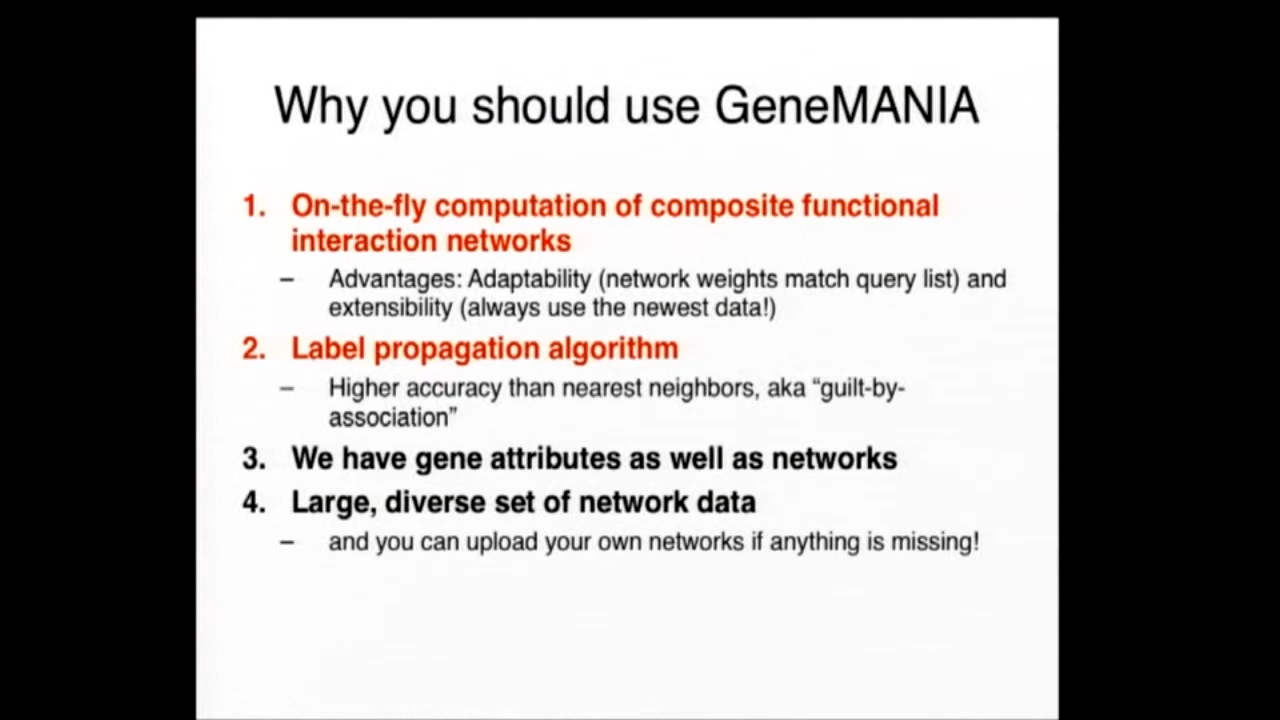 Why you should use GeneMANIA
1. On-the-fly computation of composite functional
interaction networks
– Advantages: Adaptability (network weights match query list) and
extensibility (always use the newest data!)
2. Label propagation algorithm
– Higher accuracy than nearest neighbors, aka “guilt-by-
association”
3. We have gene attributes as well as networks
4. Large, diverse set of network data
– and you can upload your own networks if anything is missing!